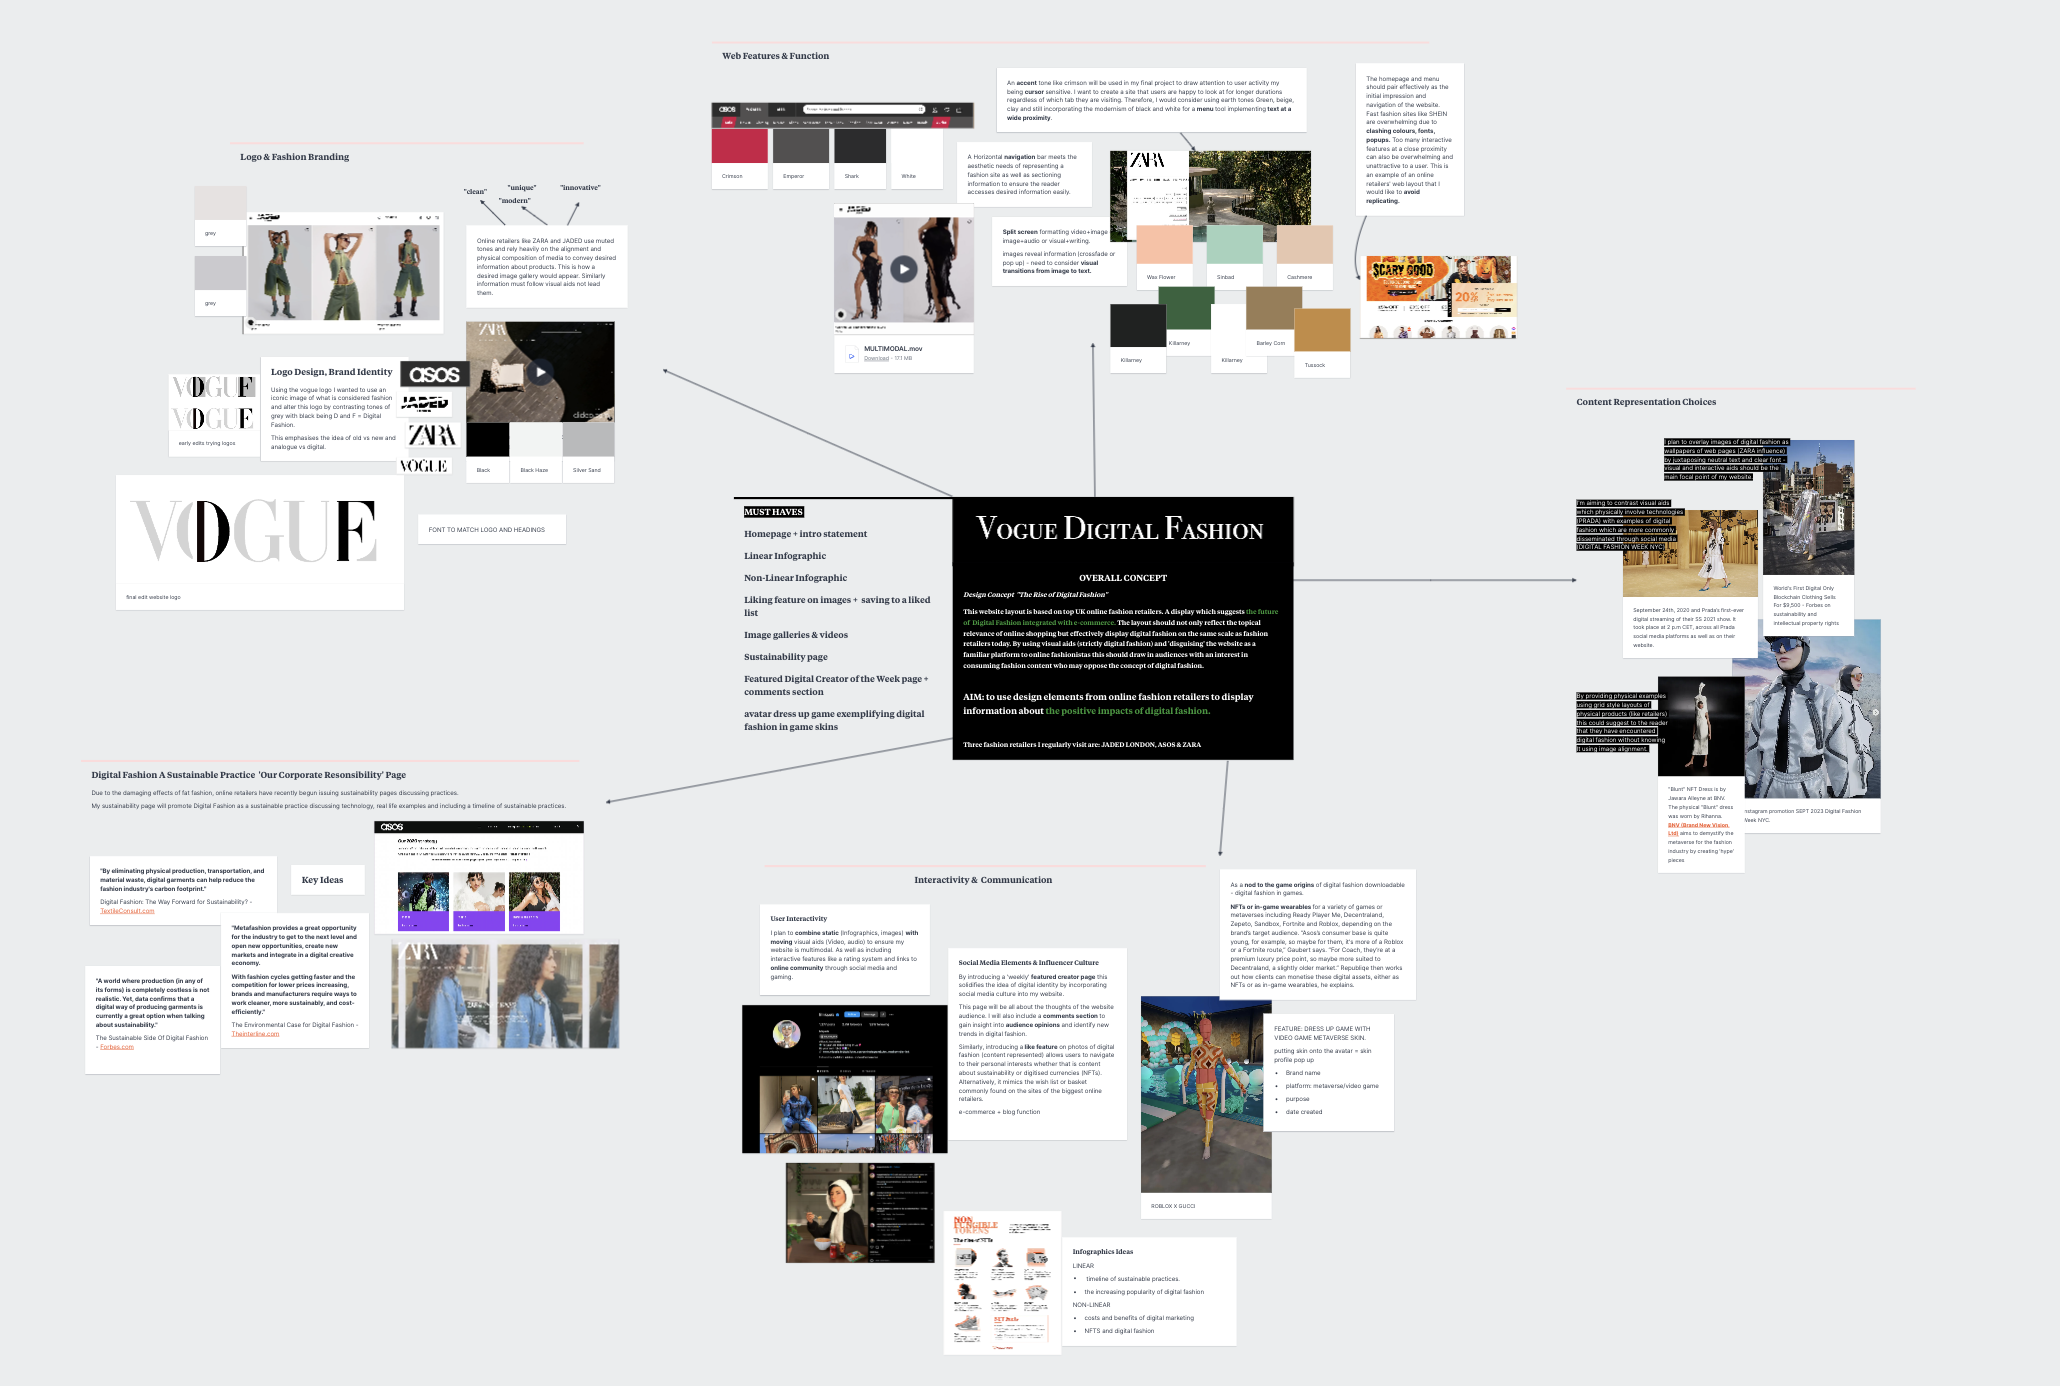 Web Features & Function
An accent tone like crimson will be used in my final project to draw attention to user activity my
being cursor sensitive. I want to create a site that users are happy to look at for longer durations
regardless of which tab they are visiting. Therefore, I would consider using earth tones Green, beige,
clay and still incorporating the modernism of black and white for a menu tool implementing text at a
wide proximity.
The homepage and menu
should pair effectively as the
initial impression and
navigation of the website.
Fast fashion sites like SHEIN
are overwhelming due to
clashing colours, fonts,
popups. Too many interactive
features at a close proximity
can also be overwhelming and
unattractive to a user. This is
an example of an online
retailers' web layout that I
would like to avoid
replicating.
asos
Crimson
Emperor
Shark
White
A Horizontal navigation bar meets the
aesthetic needs of representing a
fashion site as well as sectioning
information to ensure the reader
accesses desired information easily.
ZARA
Split screen formatting video+image
image+audio or visual+writing.
images reveal information (crossfade or
pop up) - need to consider visual
transitions from image to text.
Wax Flower
Sinbad
Cashmere
Killarney
Killarney
Killarney
Barley Corn
Tussock
SCARY GOOD
20%
MULTIMODAL.mov
Download - 17.1 MB
Logo & Fashion Branding
grey
grey
"clean"
"unique"
"modern"
"innovative"
JADED
Online retailers like ZARA and JADED use muted
tones and rely heavily on the alignment and
physical composition of media to convey desired
information about products. This is how a
desired image gallery would appear. Similarly
information must follow visual aids not lead
them.
VOGUE
VOGUE
early edits trying logos
Logo Design, Brand Identity
Using the vogue logo I wanted to use an
iconic image of what is considered fashion
and alter this logo by contrasting tones of
grey with black being D and F = Digital
Fashion.
This emphasises the idea of old vs new and
analogue vs digital.
asos
JADED
ZARA
VOGUE
ZARA
clideo.com
Black
Black Haze
Silver Sand
VDGUF
final edit website logo
FONT TO MATCH LOGO AND HEADINGS
MUST HAVES
Homepage + intro statement
Linear Infographic
Non-Linear Infographic
Liking feature on images + saving to a liked
list
Image galleries & videos
Sustainability page
Featured Digital Creator of the Week page +
comments section
avatar dress up game exemplifying digital
fashion in game skins
VOGUE DIGITAL FASHION
OVERALL CONCEPT
Design Concept "The Rise of Digital Fashion"
This website layout is based on top UK online fashion retailers. A display which suggests the future
of Digital Fashion integrated with e-commerce. The layout should not only reflect the topical
relevance of online shopping but effectively display digital fashion on the same scale as fashion
retailers today. By using visual aids (strictly digital fashion) and 'disguising' the website as a
familiar platform to online fashionistas this should draw in audiences with an interest in
consuming fashion content who may oppose the concept of digital fashion.
AIM: to use design elements from online fashion retailers to display
information about the positive impacts of digital fashion.
Three fashion retailers I regularly visit are: JADED LONDON, ASOS & ZARA
Content Representation Choices
I plan to overlay images of digital fashion as
wallpapers of web pages (ZARA influence)
by juxtaposing neutral text and clear font -
visual and interactive aids should be the
main focal point of my website.
I'm aiming to contrast visual aids
which physically involve technologies
(PRADA) with examples of digital
fashion which are more commonly
disseminated through social media
(DIGITAL FASHION WEEK NYC)
World's First Digital Only
Blockchain Clothing Sells
For $9,500 - Forbes on
sustainability and
intellectual property rights
September 24th, 2020 and Prada's first-ever
digital streaming of their SS 2021 show. It
took place at 2 p.m CET, across all Prada
social media platforms as well as on their
website.
By providing physical examples
using grid style layouts of
physical products (like retailers)
this could suggest to the reader
that they have encountered
digital fashion without knowing
it using image alignment.
"Blunt" NFT Dress is by
Jawara Alleyne at BNV.
The physical "Blunt" dress
was worn by Rihanna.
BNV (Brand New Vision,
Ltd) aims to demystify the
metaverse for the fashion
industry by creating 'hype'
pieces
nstagram promotion SEPT 2023 Digital Fashion
Week NYC.
Digital Fashion A Sustainable Practice 'Our Corporate Resonsibility' Page
Due to the damaging effects of fat fashion, online retailers have recently begun issuing sustainability pages discussing practices.
My sustainability page will promote Digital Fashion as a sustainable practice discussing technology, real life examples and including a timeline of sustainable practices.
"By eliminating physical production, transportation, and
material waste, digital garments can help reduce the
fashion industry's carbon footprint."
Digital Fashion: The Way Forward for Sustainability? -
TextileConsult.com
Key Ideas
asos
Our 2030 strategy
"Metafashion provides a great opportunity
for the industry to get to the next level and
open new opportunities, create new
markets and integrate in a digital creative
economy.
With fashion cycles getting faster and the
competition for lower prices increasing,
brands and manufacturers require ways to
work cleaner, more sustainably, and cost-
efficiently."
The Environmental Case for Digital Fashion -
Theinterline.com
"A world where production (in any of
its forms) is completely costless is not
realistic. Yet, data confirms that a
digital way of producing garments is
currently a great option when talking
about sustainability."
The Sustainable Side Of Digital Fashion
- Forbes.com
ZARA
Interactivity & Communication
User Interactivity
I plan to combine static (Infographics, images) with
moving visual aids (Video, audio) to ensure my
website is multimodal. As well as including
interactive features like a rating system and links to
online community through social media and
gaming.
Social Media Elements & Influencer Culture
By introducing a 'weekly' featured creator page this
solidifies the idea of digital identity by incorporating
social media culture into my website.
This page will be all about the thoughts of the website
audience. I will also include a comments section to
gain insight into audience opinions and identify new
trends in digital fashion.
Similarly, introducing a like feature on photos of digital
fashion (content represented) allows users to navigate
to their personal interests whether that is content
about sustainability or digitised currencies (NFTs).
Alternatively, it mimics the wish list or basket
commonly found on the sites of the biggest online
retailers.
e-commerce + blog function
As a nod to the game origins of digital fashion downloadable
- digital fashion in games.
NFTs or in-game wearables for a variety of games or
metaverses including Ready Player Me, Decentraland,
Zepeto, Sandbox, Fortnite and Roblox, depending on the
brand's target audience. "Asos's consumer base is quite
young, for example, so maybe for them, it's more of a Roblox
or a Fortnite route," Gaubert says. "For Coach, they're at a
premium luxury price point, so maybe more suited to
Decentraland, a slightly older market." Republiqe then works
out how clients can monetise these digital assets, either as
NFTs or as in-game wearables, he explains.
FEATURE: DRESS UP GAME WITH
VIDEO GAME METAVERSE SKIN.
putting skin onto the avatar = skin
profile pop up
• Brand name
• platform: metaverse/video game
• purpose
• date created
ROBLOX X GUCCI
NON
FUNGIBLE
TOKENS
Infographics Ideas
LINEAR
• timeline of sustainable practices.
• the increasing popularity of digital fashion
NON-LINEAR
• costs and benefits of digital marketing
• NFTS and digital fashion